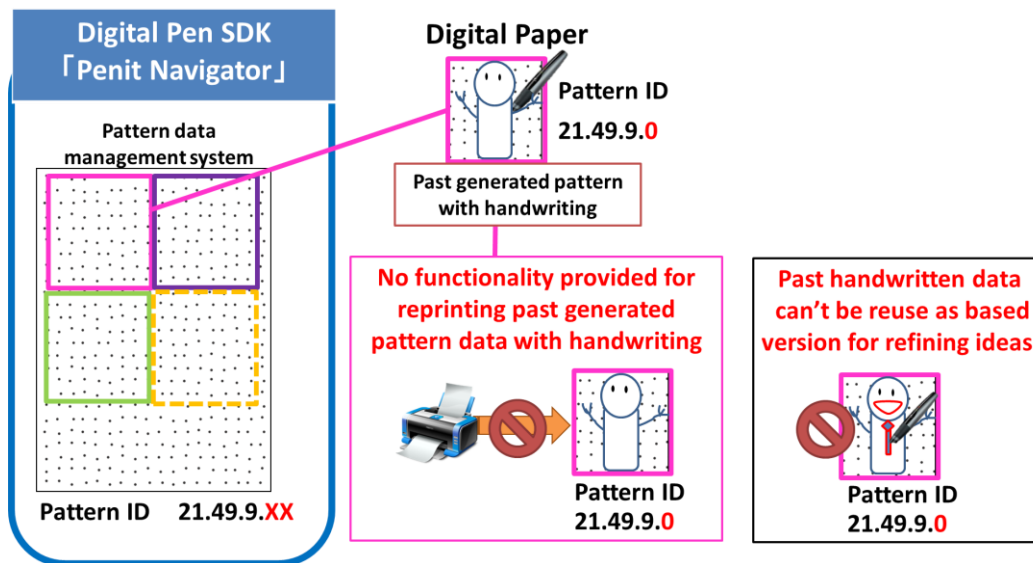 Digital Pen SDK
「Penit Navigator」
Pattern data
management system
Pattern ID 21.49.9.XX
Digital Paper
Pattern ID
21.49.9.0
Past generated pattern
with handwriting
No functionality provided for
reprinting past generated
pattern data with handwriting
Pattern ID
21.49.9.0
Past handwritten data
can’t be reuse as based
version for refining ideas
Pattern ID
21.49.9.0